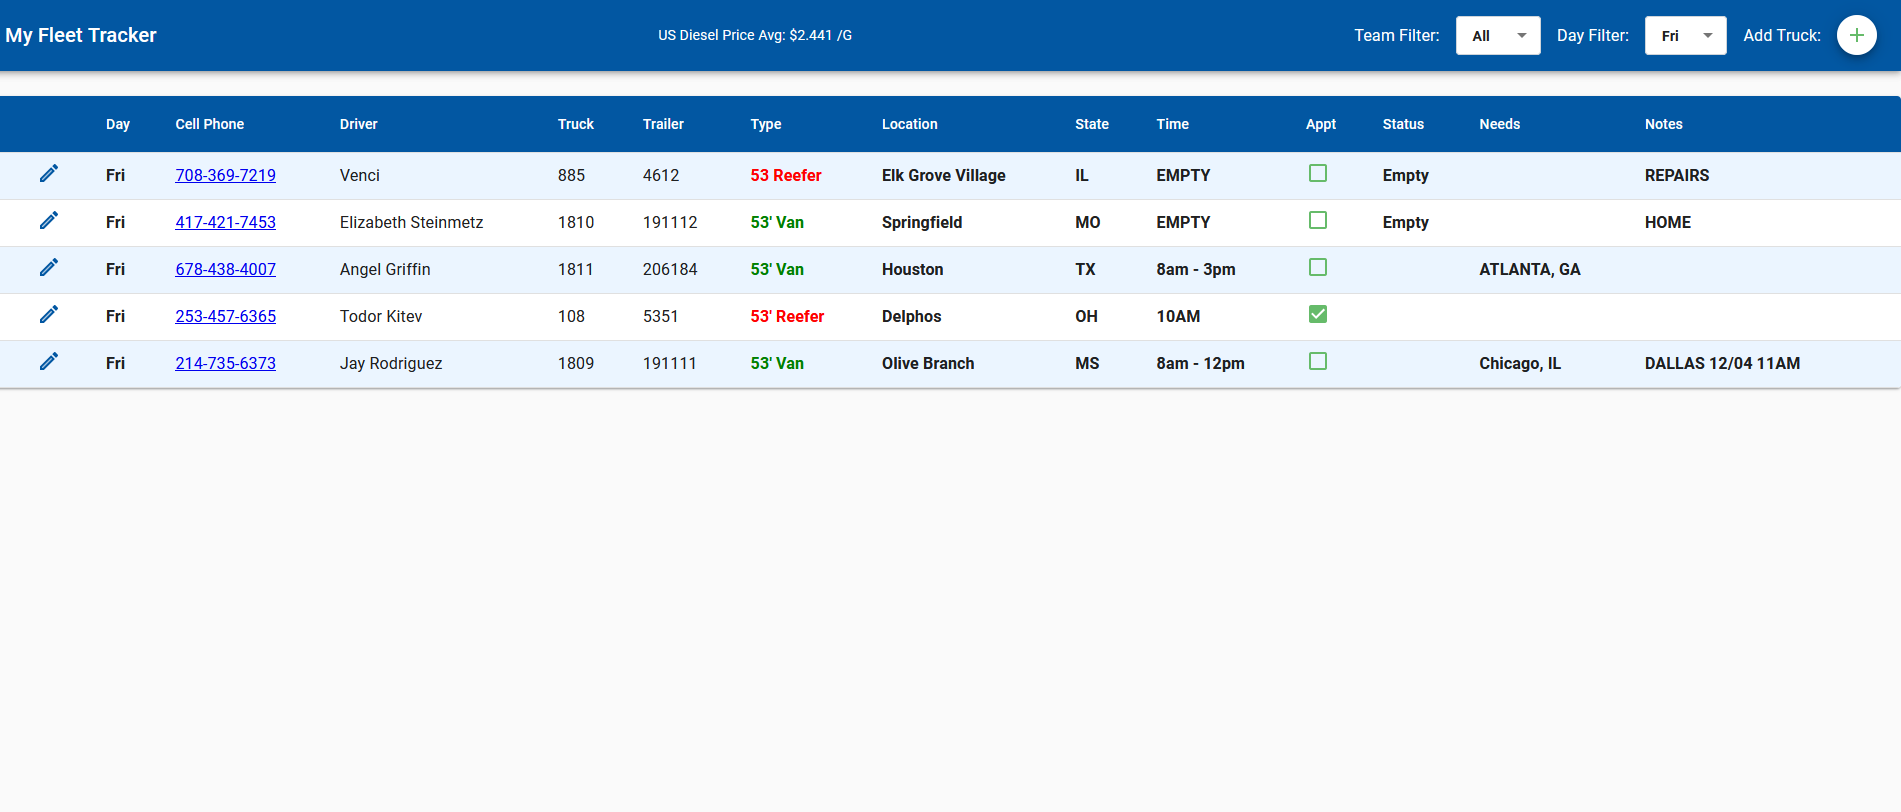 My Fleet Tracker US Diesel Price Avg: $2.441 /G Team Filter: All Day Filter: Fri Add Truck:
Day Cell Phone Driver Truck Trailer Type Location State Time Appt Status Needs Notes
Fri 708-369-7219 Venci 885 4612 53 Reefer Elk Grove Village IL EMPTY Empty REPAIRS
Fri 417-421-7453 Elizabeth Steinmetz 1810 191112 53' Van Springfield MO EMPTY Empty HOME
Fri 678-438-4007 Angel Griffin 1811 206184 53' Van Houston TX 8am - 3pm ATLANTA, GA
Fri 253-457-6365 Todor Kitev 108 5351 53' Reefer Delphos OH 10AM
Fri 214-735-6373 Jay Rodriguez 1809 191111 53' Van Olive Branch MS 8am - 12pm Chicago, IL DALLAS 12/04 11AM